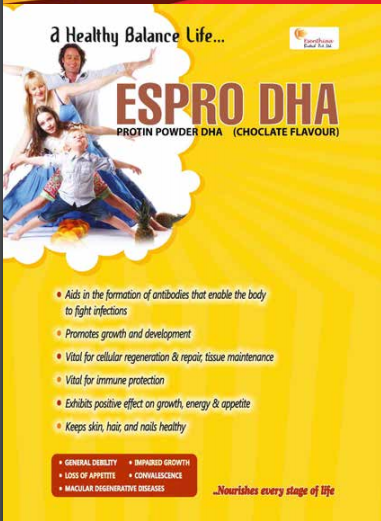 a Healthy Balance Life...
ESPRO DHA
PROTIN POWDER DHA (CHOCLATE FLAVOUR)
• Aids in the formation of antibodies that enable the body
to fight infections
• Promotes growth and development
• Vital for cellular regeneration & repair, tissue maintenance
• Vital for immune protection
• Exhibits positive effect on growth, energy & appetite
• Keeps skin, hair, and nails healthy
• GENERAL DEBILITY • IMPAIRED GROWTH
• LOSS OF APPETITE • CONVALESCENCE
• MACULAR DEGENERATIVE DISEASES
..Nourishes every stage of life